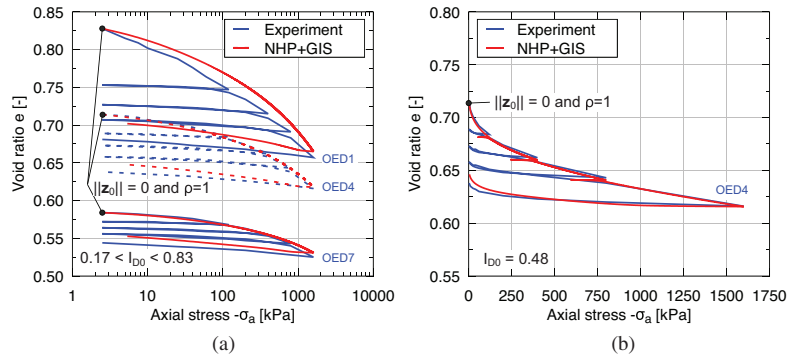 Void ratio e [-]
0.85
0.80
0.75
0.70
0.65
0.60
0.55
0.50
Experiment
NHP+GIS
OED1
OED4
||z₀|| = 0 and ρ=1
OED7
0.17 < I_D0 < 0.83
1
10
100
1000
10000
Axial stress -σₐ [kPa]
(a)
Void ratio e [-]
0.80
0.75
0.70
0.65
0.60
0.55
Experiment
NHP+GIS
||z₀|| = 0 and ρ=1
OED4
I_D0 = 0.48
0
250
500
750
1000
1250
1500
1750
Axial stress -σₐ [kPa]
(b)